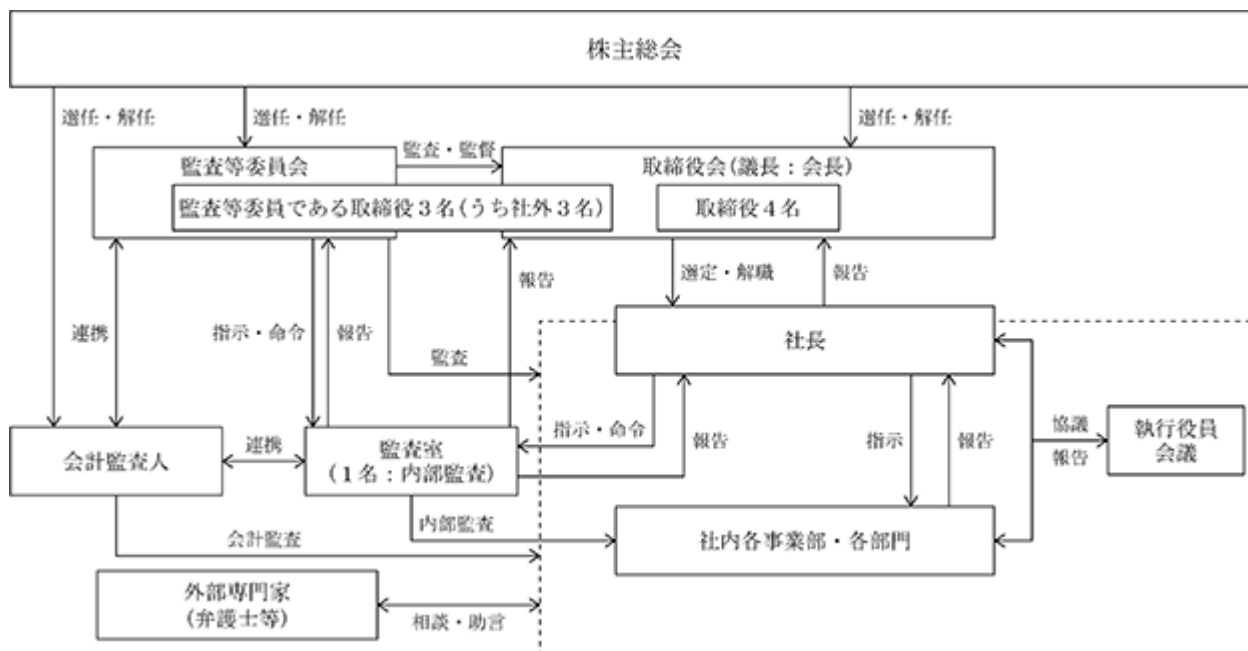 株主総会
選任・解任
選任・解任
選任・解任
監査等委員会
監査・監督
取締役会(議長：会長)
監査等委員である取締役３名(うち社外３名)
取締役４名
選定・解職
報告
報告
連携
指示・命令
報告
監査
社長
指示・命令
報告
指示
報告
協議
報告
執行役員
会議
会計監査人
連携
監査室
(１名：内部監査)
内部監査
会計監査
社内各事業部・各部門
外部専門家
(弁護士等)
相談・助言